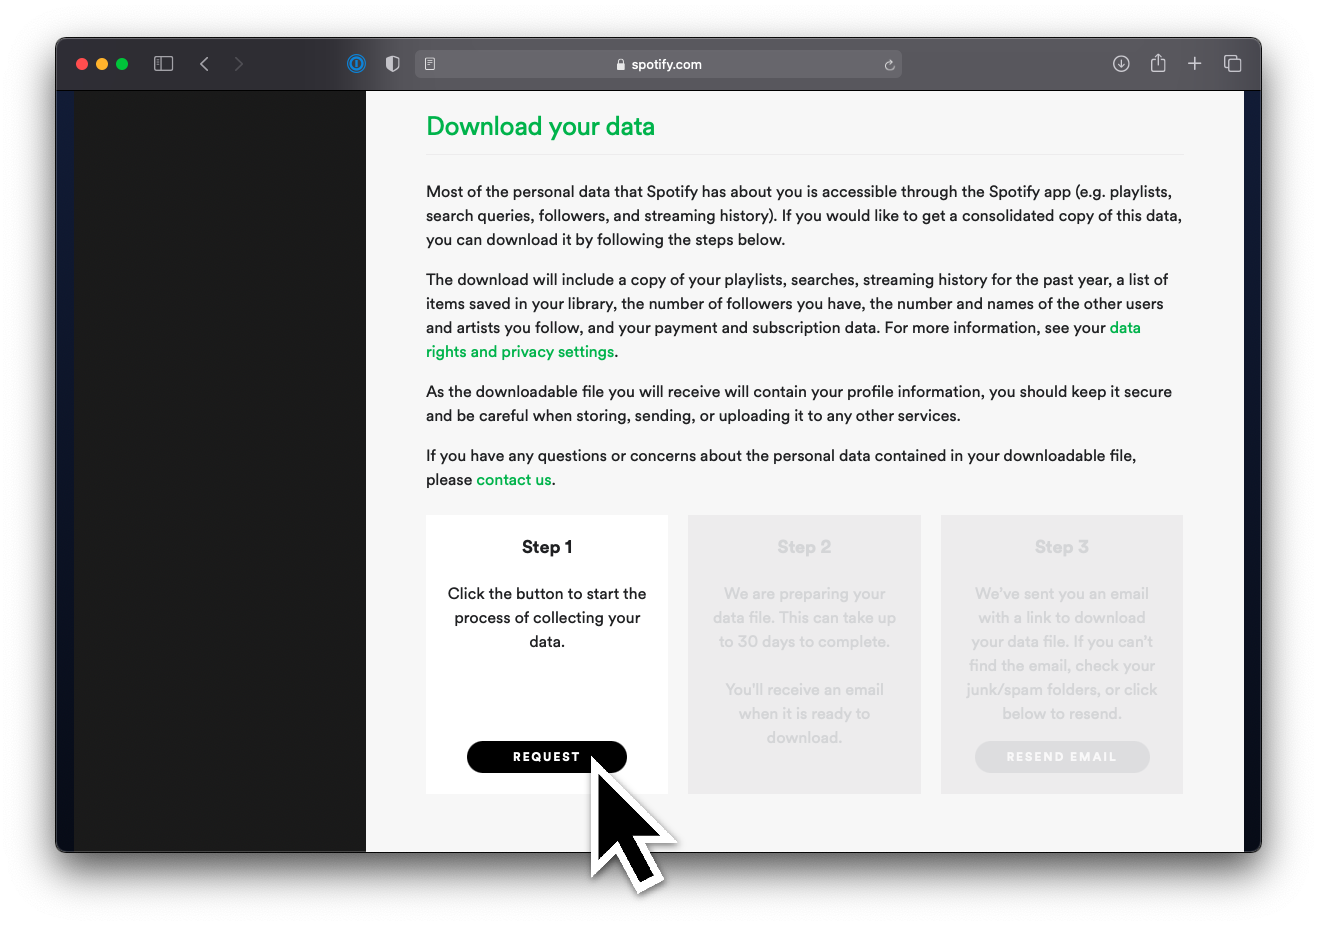 spotify.com
Download your data
Most of the personal data that Spotify has about you is accessible through the Spotify app (e.g. playlists,
search queries, followers, and streaming history). If you would like to get a consolidated copy of this data,
you can download it by following the steps below.
The download will include a copy of your playlists, searches, streaming history for the past year, a list of
items saved in your library, the number of followers you have, the number and names of the other users
and artists you follow, and your payment and subscription data. For more information, see your data
rights and privacy settings.
As the downloadable file you will receive will contain your profile information, you should keep it secure
and be careful when storing, sending, or uploading it to any other services.
If you have any questions or concerns about the personal data contained in your downloadable file,
please contact us.
Step 1
Click the button to start the
process of collecting your
data.
REQUEST
Step 2
We are preparing your
data file. This can take up
to 30 days to complete.
You'll receive an email
when it is ready to
download.
Step 3
We've sent you an email
with a link to download
your data file. If you can't
find the email, check your
junk/spam folders, or click
below to resend.
RESEND EMAIL